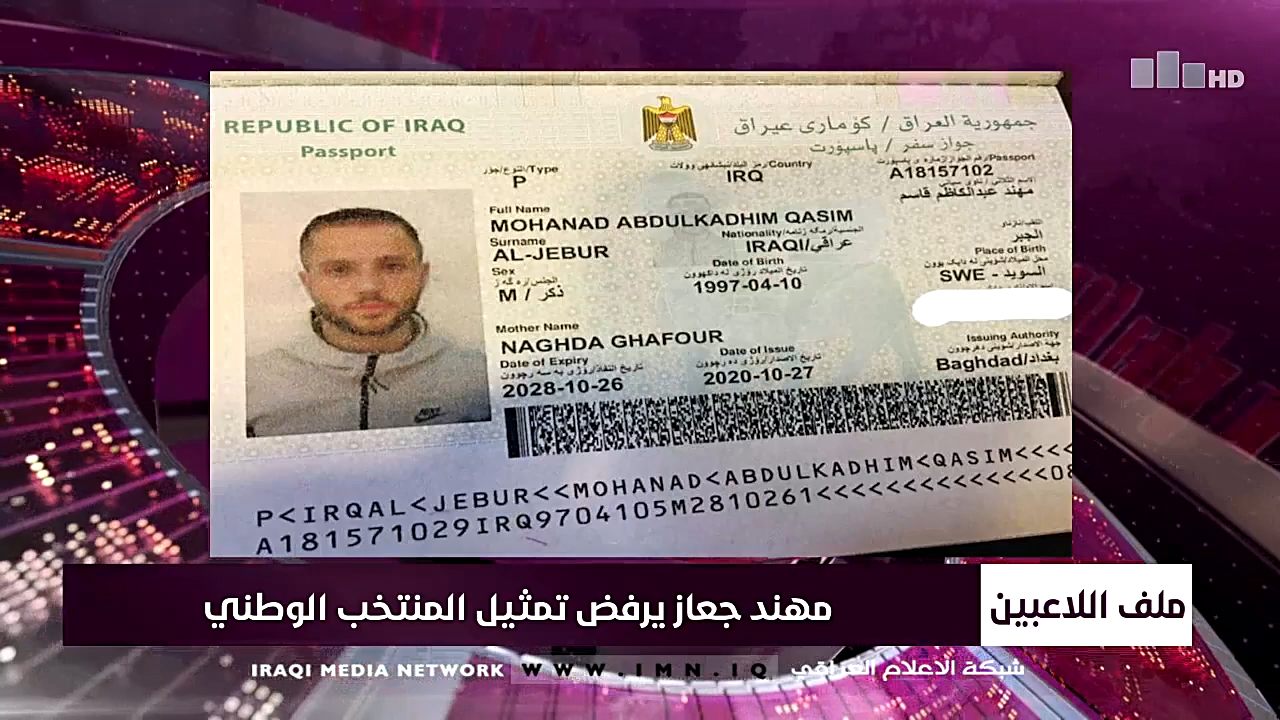 HD
REPUBLIC OF IRAQ
Passport
جمهورية العراق / كۆماری عیراق
جواز سفر / پاسپۆرت
Type
P
Country
IRQ
Passport
A18157102
Full Name
MOHANAD ABDULKADHIM QASIM
مهند عبدالكاظم قاسم
Surname
AL-JEBUR
Nationality
IRAQI/عراقي
الجبر
Sex
M / ذكر
Date of Birth
1997-04-10
Place of Birth
SWE - السويد
Mother Name
NAGHDA GHAFOUR
Issuing Authority
Baghdad/بغداد
Date of Expiry
2028-10-26
Date of Issue
2020-10-27
P<IRQAL<JEBUR<<MOHANAD<ABDULKADHIM<QASIM<<<<
A181571029IRQ9704105M2810261<<<<<<<<<<<<<<08
ملف اللاعبين
مهند جعاز يرفض تمثيل المنتخب الوطني
IRAQI MEDIA NETWORK WWW.IMN.IQ شبكة الاعلام العراقي